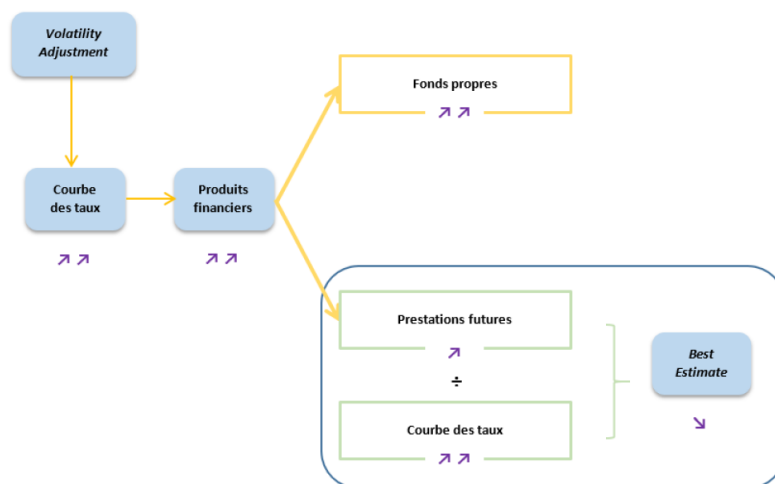 Volatility
Adjustment
Fonds propres
↗ ↗
Courbe
des taux
Produits
financiers
↗ ↗
↗ ↗
Prestations futures
↗
÷
Best
Estimate
Courbe des taux
↗ ↗
↘